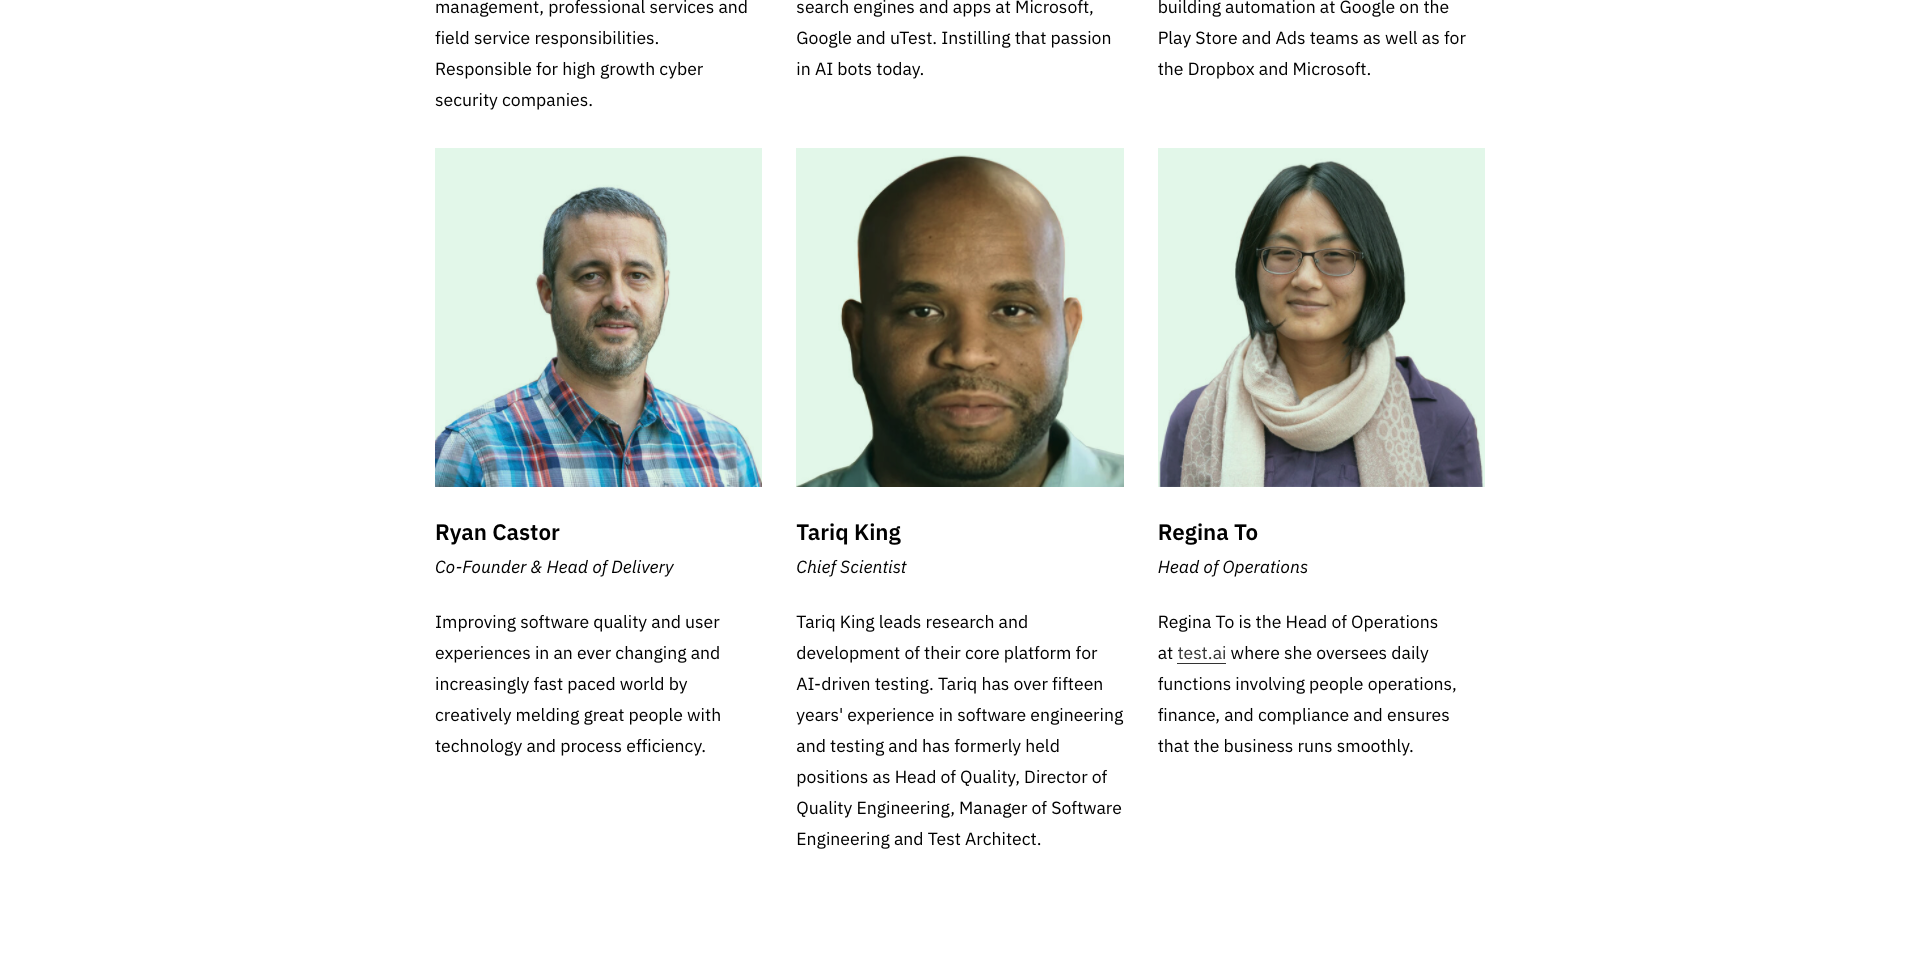 management, professional services and
field service responsibilities.
Responsible for high growth cyber
security companies.
search engines and apps at Microsoft,
Google and uTest. Instilling that passion
in AI bots today.
building automation at Google on the
Play Store and Ads teams as well as for
the Dropbox and Microsoft.
Ryan Castor
Co-Founder & Head of Delivery
Improving software quality and user
experiences in an ever changing and
increasingly fast paced world by
creatively melding great people with
technology and process efficiency.
Tariq King
Chief Scientist
Tariq King leads research and
development of their core platform for
AI-driven testing. Tariq has over fifteen
years' experience in software engineering
and testing and has formerly held
positions as Head of Quality, Director of
Quality Engineering, Manager of Software
Engineering and Test Architect.
Regina To
Head of Operations
Regina To is the Head of Operations
at test.ai where she oversees daily
functions involving people operations,
finance, and compliance and ensures
that the business runs smoothly.